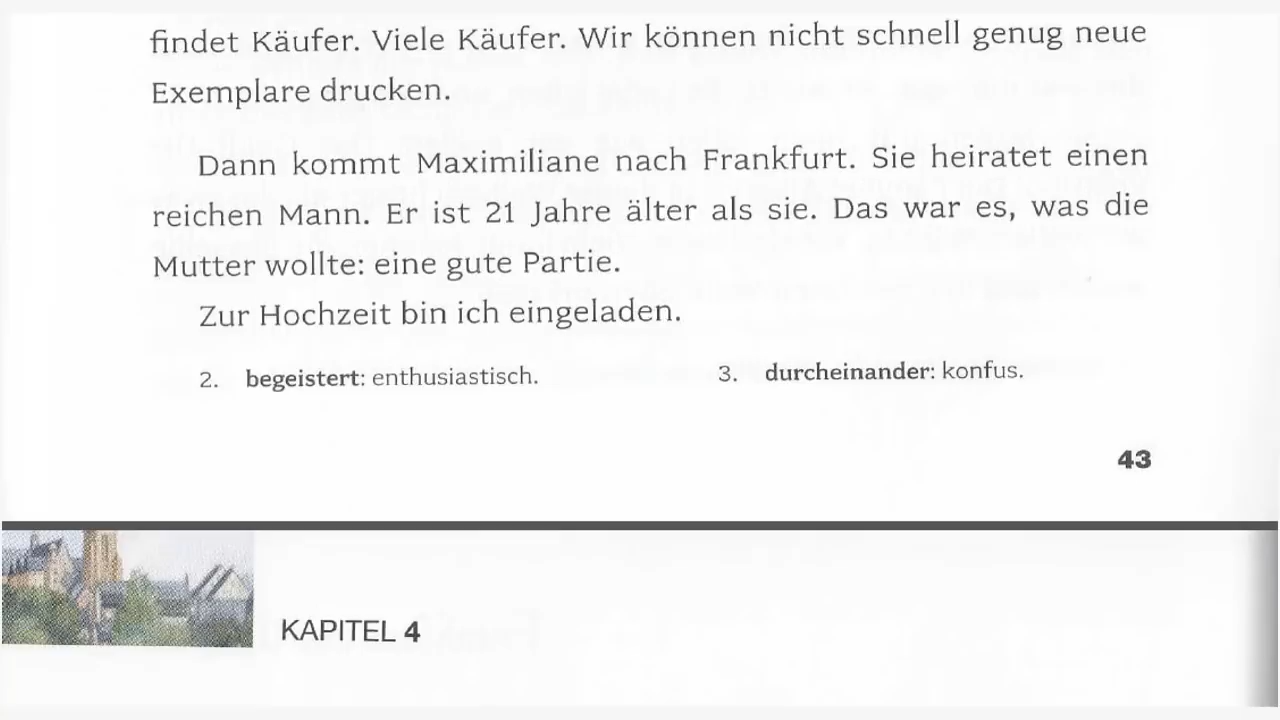 findet Käufer. Viele Käufer. Wir können nicht schnell genug neue
Exemplare drucken.
Dann kommt Maximiliane nach Frankfurt. Sie heiratet einen
reichen Mann. Er ist 21 Jahre älter als sie. Das war es, was die
Mutter wollte: eine gute Partie.
Zur Hochzeit bin ich eingeladen.
2. begeistert: enthusiastisch.
3. durcheinander: konfus.
43
KAPITEL 4